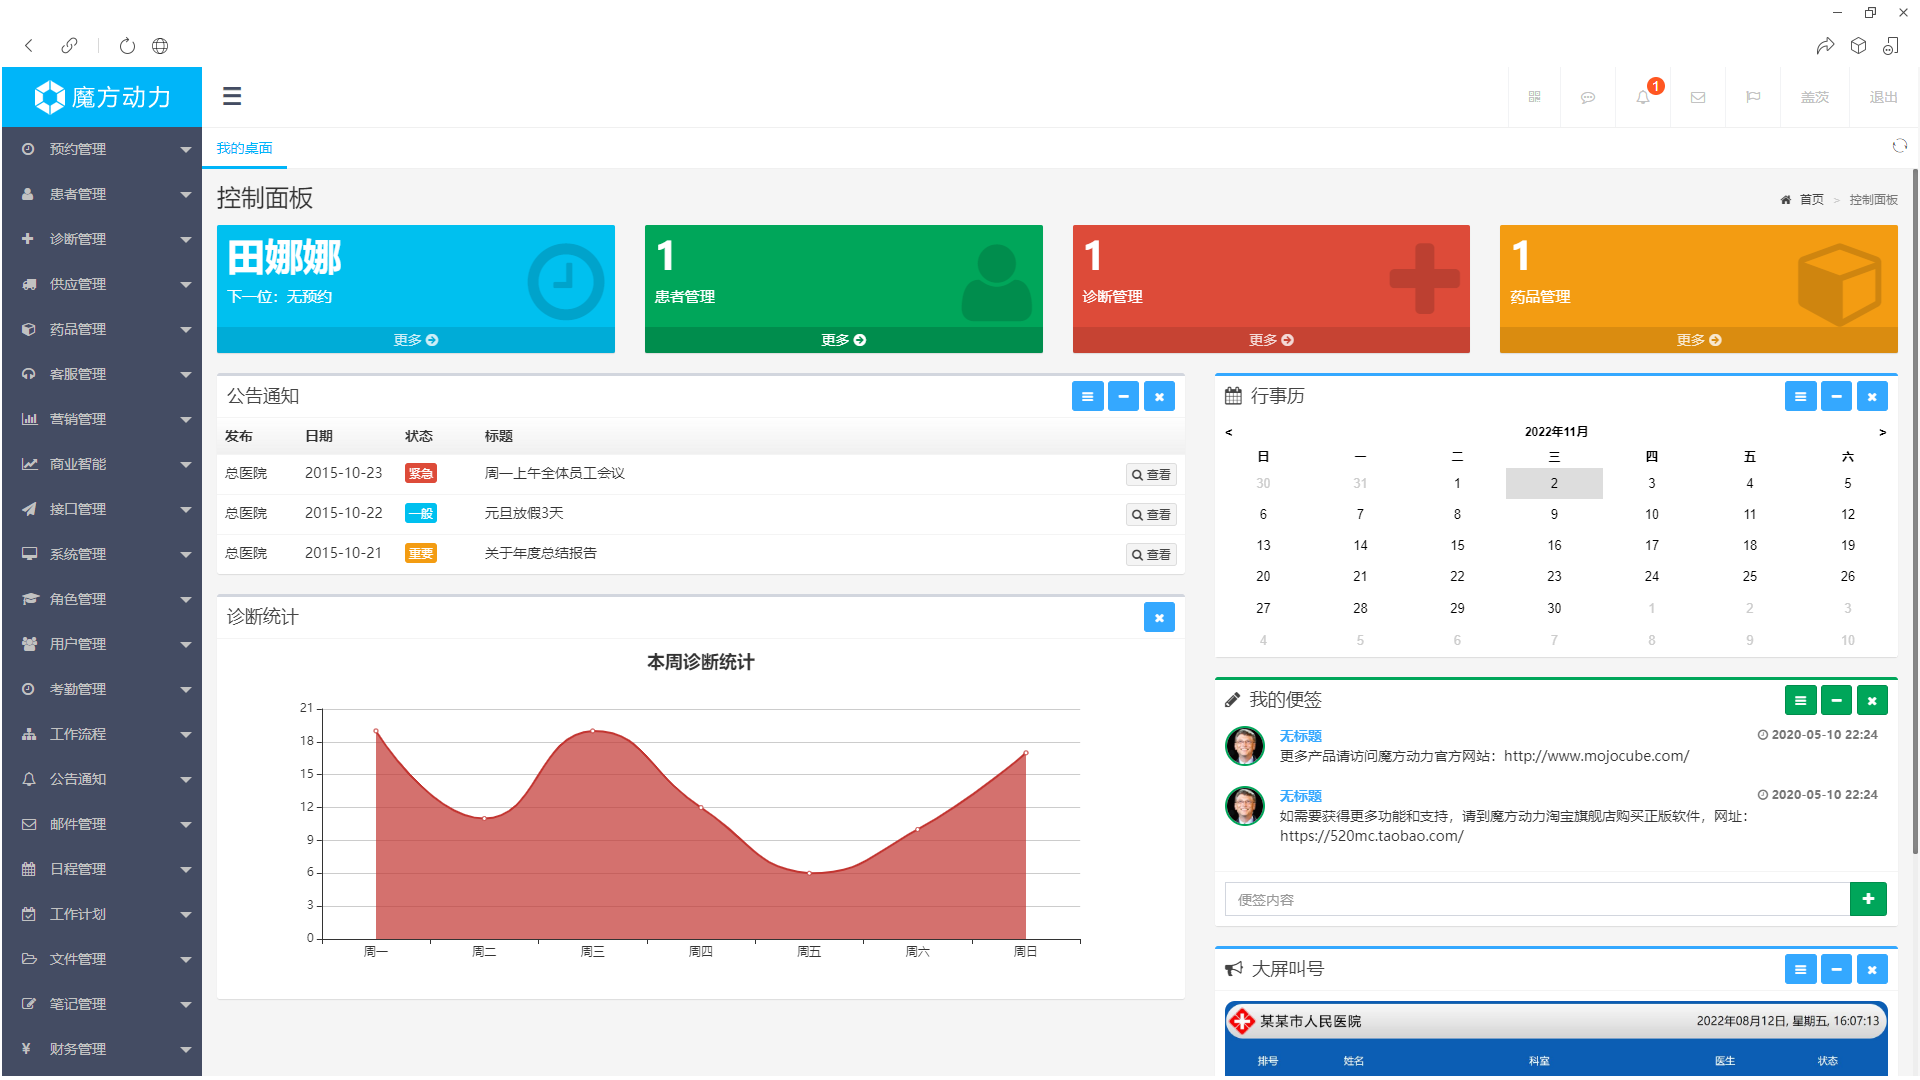 魔方动力
1
盖茨
退出
我的桌面
预约管理
患者管理
诊断管理
供应管理
药品管理
客服管理
营销管理
商业智能
接口管理
系统管理
角色管理
用户管理
考勤管理
工作流程
公告通知
邮件管理
日程管理
工作计划
文件管理
笔记管理
¥ 财务管理
控制面板
首页 > 控制面板
田娜娜
下一位：无预约
更多
1
患者管理
更多
1
诊断管理
更多
1
药品管理
更多
公告通知
发布 日期 状态 标题
总医院 2015-10-23 紧急 周一上午全体员工会议 查看
总医院 2015-10-22 一般 元旦放假3天 查看
总医院 2015-10-21 重要 关于年度总结报告 查看
诊断统计
本周诊断统计
21
18
15
12
9
6
3
0
周一 周二 周三 周四 周五 周六 周日
行事历
< 2022年11月 >
日 一 二 三 四 五 六
30 31 1 2 3 4 5
6 7 8 9 10 11 12
13 14 15 16 17 18 19
20 21 22 23 24 25 26
27 28 29 30 1 2 3
4 5 6 7 8 9 10
我的便签
无标题 2020-05-10 22:24
更多产品请访问魔方动力官方网站：http://www.mojocube.com/
无标题 2020-05-10 22:24
如需要获得更多功能和支持，请到魔方动力淘宝旗舰店购买正版软件，网址：
https://520mc.taobao.com/
便签内容
大屏叫号
某某市人民医院 2022年08月12日, 星期五, 16:07:13
排号 姓名 科室 医生 状态